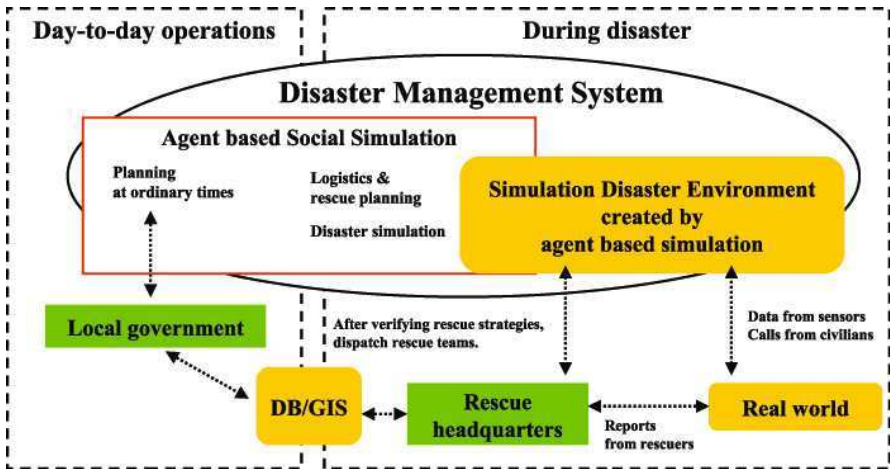 Day-to-day operations
During disaster
Disaster Management System
Agent based Social Simulation
Planning
at ordinary times
Logistics &
rescue planning
Disaster simulation
Simulation Disaster Environment
created by
agent based simulation
Local government
After verifying rescue strategies,
dispatch rescue teams.
Data from sensors
Calls from civilians
DB/GIS
Rescue
headquarters
Reports
from rescuers
Real world